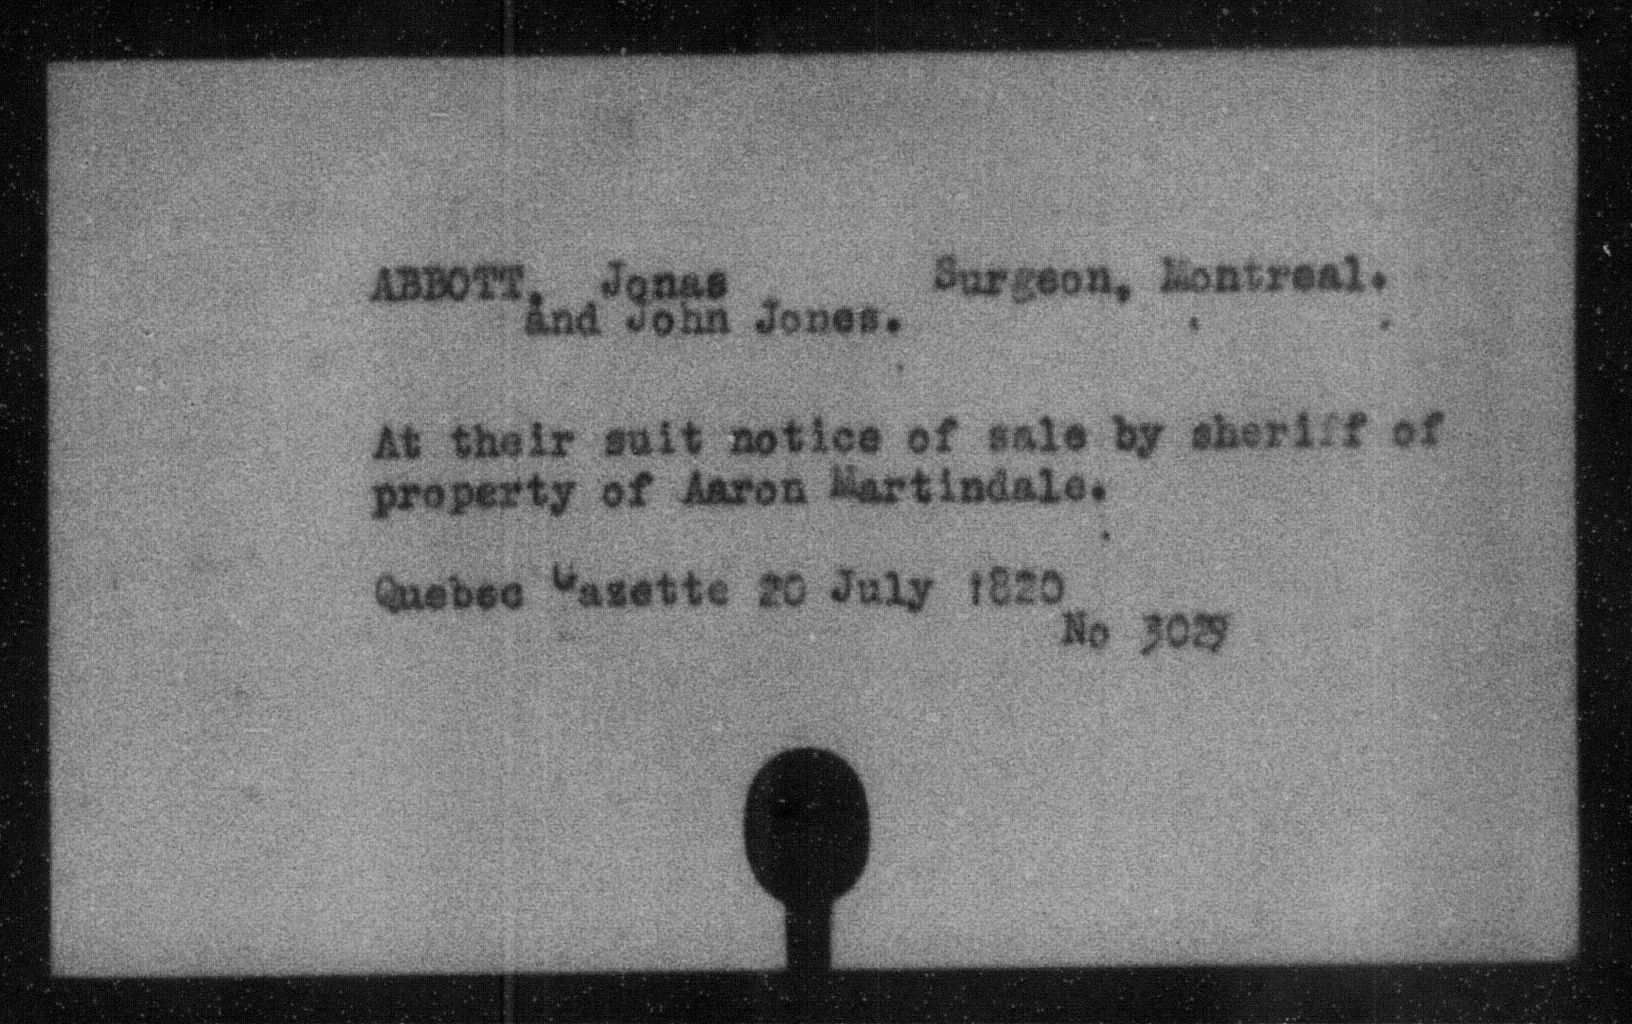 ABBOTT, Jonas Surgeon, Montreal.
and John Jones.
At their suit notice of sale by sheriff of
property of Aaron Martindale.
Quebec Gazette 20 July 1820
No 3029